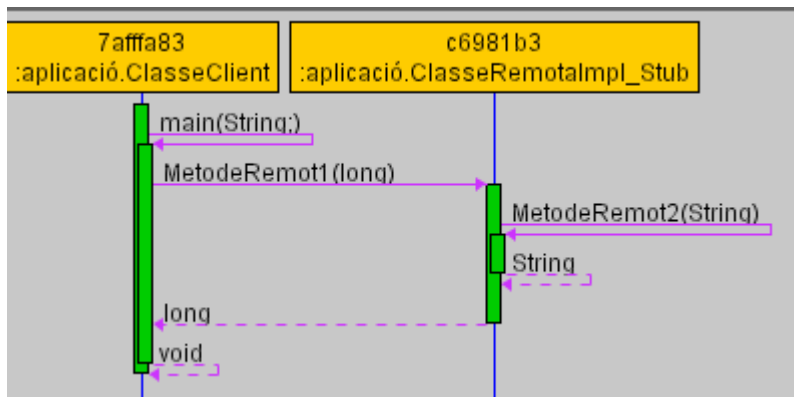 7afffa83
:aplicació.ClasseClient
c6981b3
:aplicació.ClasseRemotaImpl_Stub
main(String;)
MetodeRemot1(long)
MetodeRemot2(String)
String
long
void